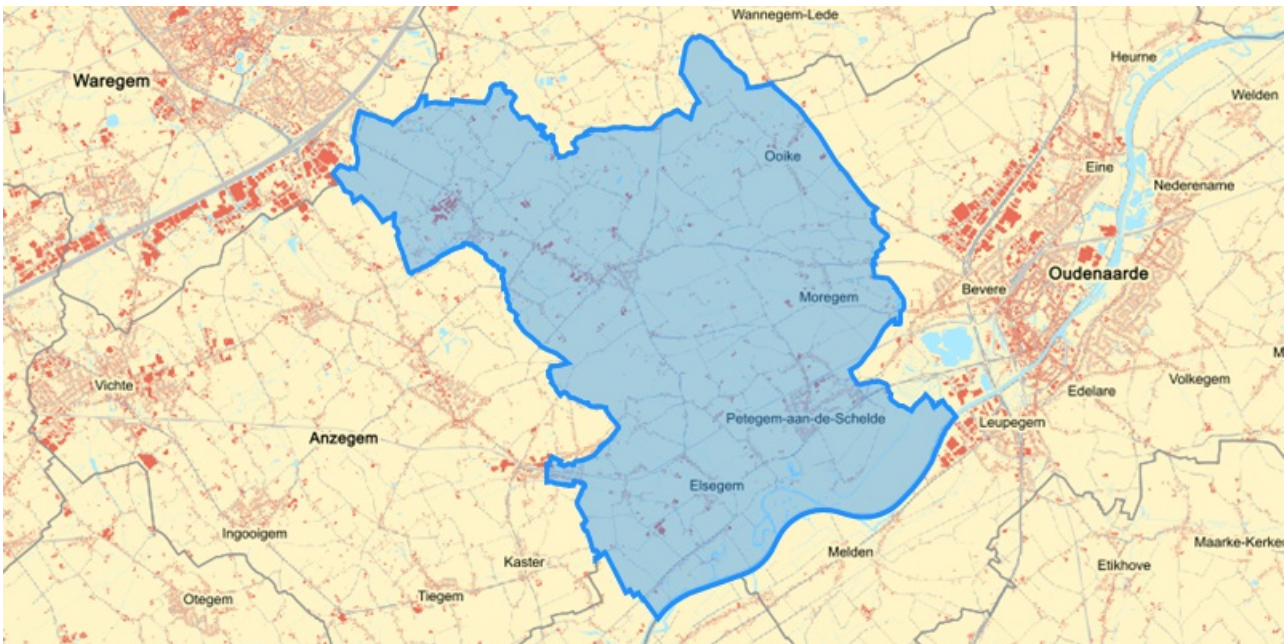 Wannegem-Lede
Heurne
Waregem
Welden
Ooike
Eine
Nederename
Oudenaarde
Bevere
Moregem
Vichte
Volkegem
Edelare
Petegem-aan-de-Schelde
Leupegem
Anzegem
Elsegem
Ingooigem
Melden
Maarke-Kerke
Kaster
Etikhove
Tiegem
Otegem